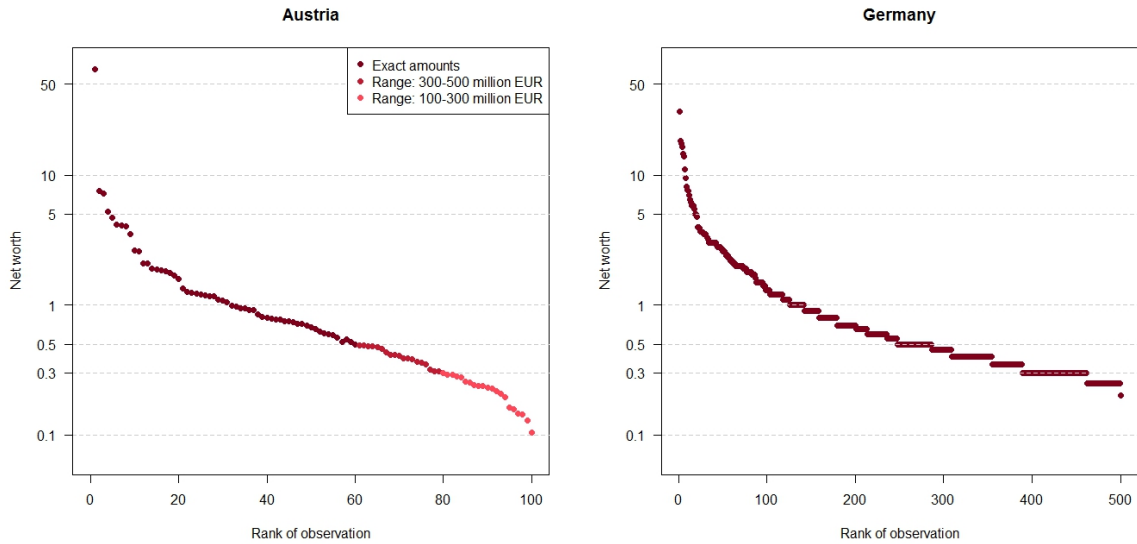 Austria
Net worth
50
10
5
1
0.5
0.3
0.1
Exact amounts
Range: 300-500 million EUR
Range: 100-300 million EUR
0 20 40 60 80 100
Rank of observation
Germany
Net worth
50
10
5
1
0.5
0.3
0.1
0 100 200 300 400 500
Rank of observation